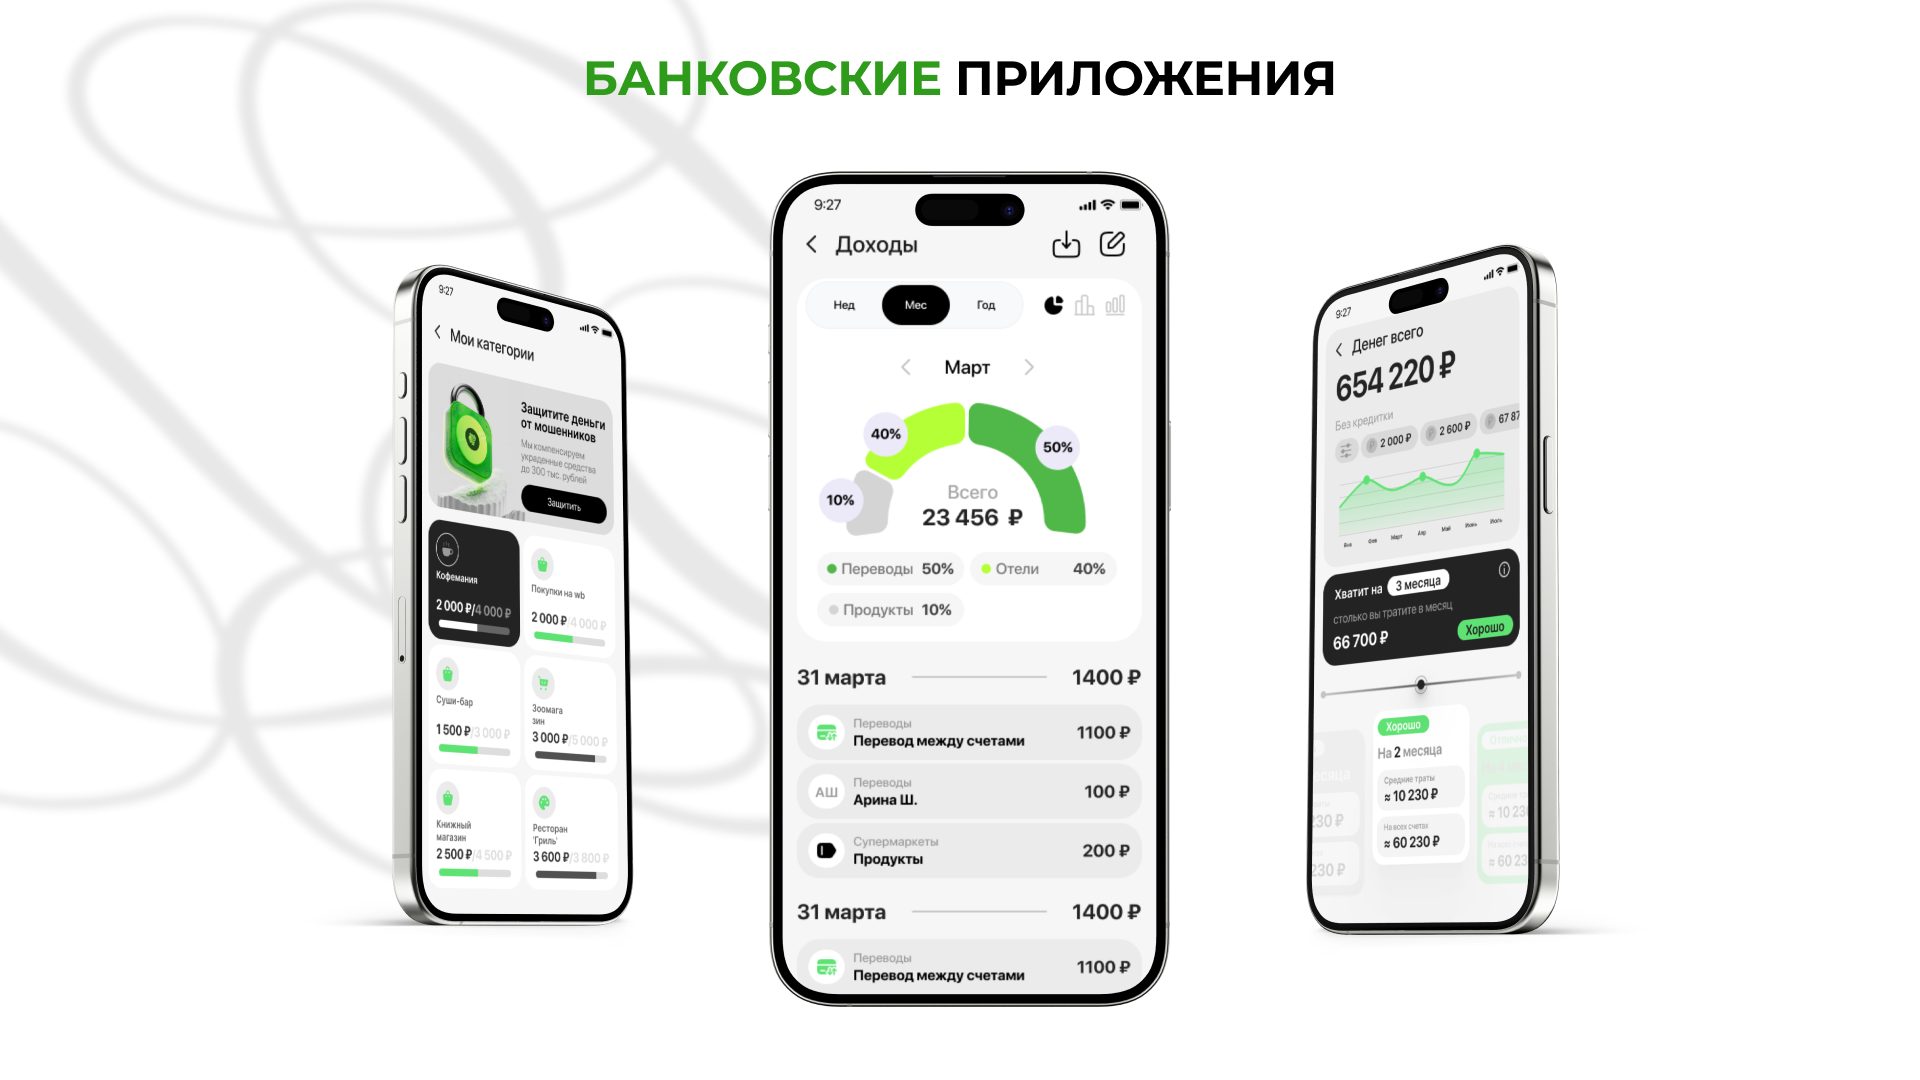 БАНКОВСКИЕ ПРИЛОЖЕНИЯ
9:27
Мои категории
Защитите деньги
от мошенников
Мы компенсируем
украденные средства
до 300 тыс. рублей
Защитить
Кофемания
2 000 ₽/4 000 ₽
Покупки на wb
2 000 ₽/4 000 ₽
Суши-бар
1 500 ₽/3 000 ₽
Зоомага
зин
3 000 ₽/5 000 ₽
Книжный
магазин
2 500 ₽/4 500 ₽
Ресторан
'Гриль'
3 600 ₽/3 800 ₽
9:27
Доходы
Нед Мес Год
Март
40%
50%
10%
Всего
23 456 ₽
Переводы 50%
Отели 40%
Продукты 10%
31 марта 1400 ₽
Переводы
Перевод между счетами 1100 ₽
АШ
Переводы
Арина Ш. 100 ₽
Супермаркеты
Продукты 200 ₽
31 марта 1400 ₽
Переводы
Перевод между счетами 1100 ₽
9:27
Денег всего
654 220 ₽
Без кредитки
₽ 2 000 ₽ ₽ 2 600 ₽ ₽ 67 87
Янв Фев Март Апр Май Июнь Июль
Хватит на 3 месяца
столько вы тратите в месяц
66 700 ₽ Хорошо
Хорошо
На 2 месяца
Средние траты
≈ 10 230 ₽
На всех счетах
≈ 60 230 ₽
есяца
230 ₽
230 ₽
Отлично
≈ 10 23
≈ 60 23